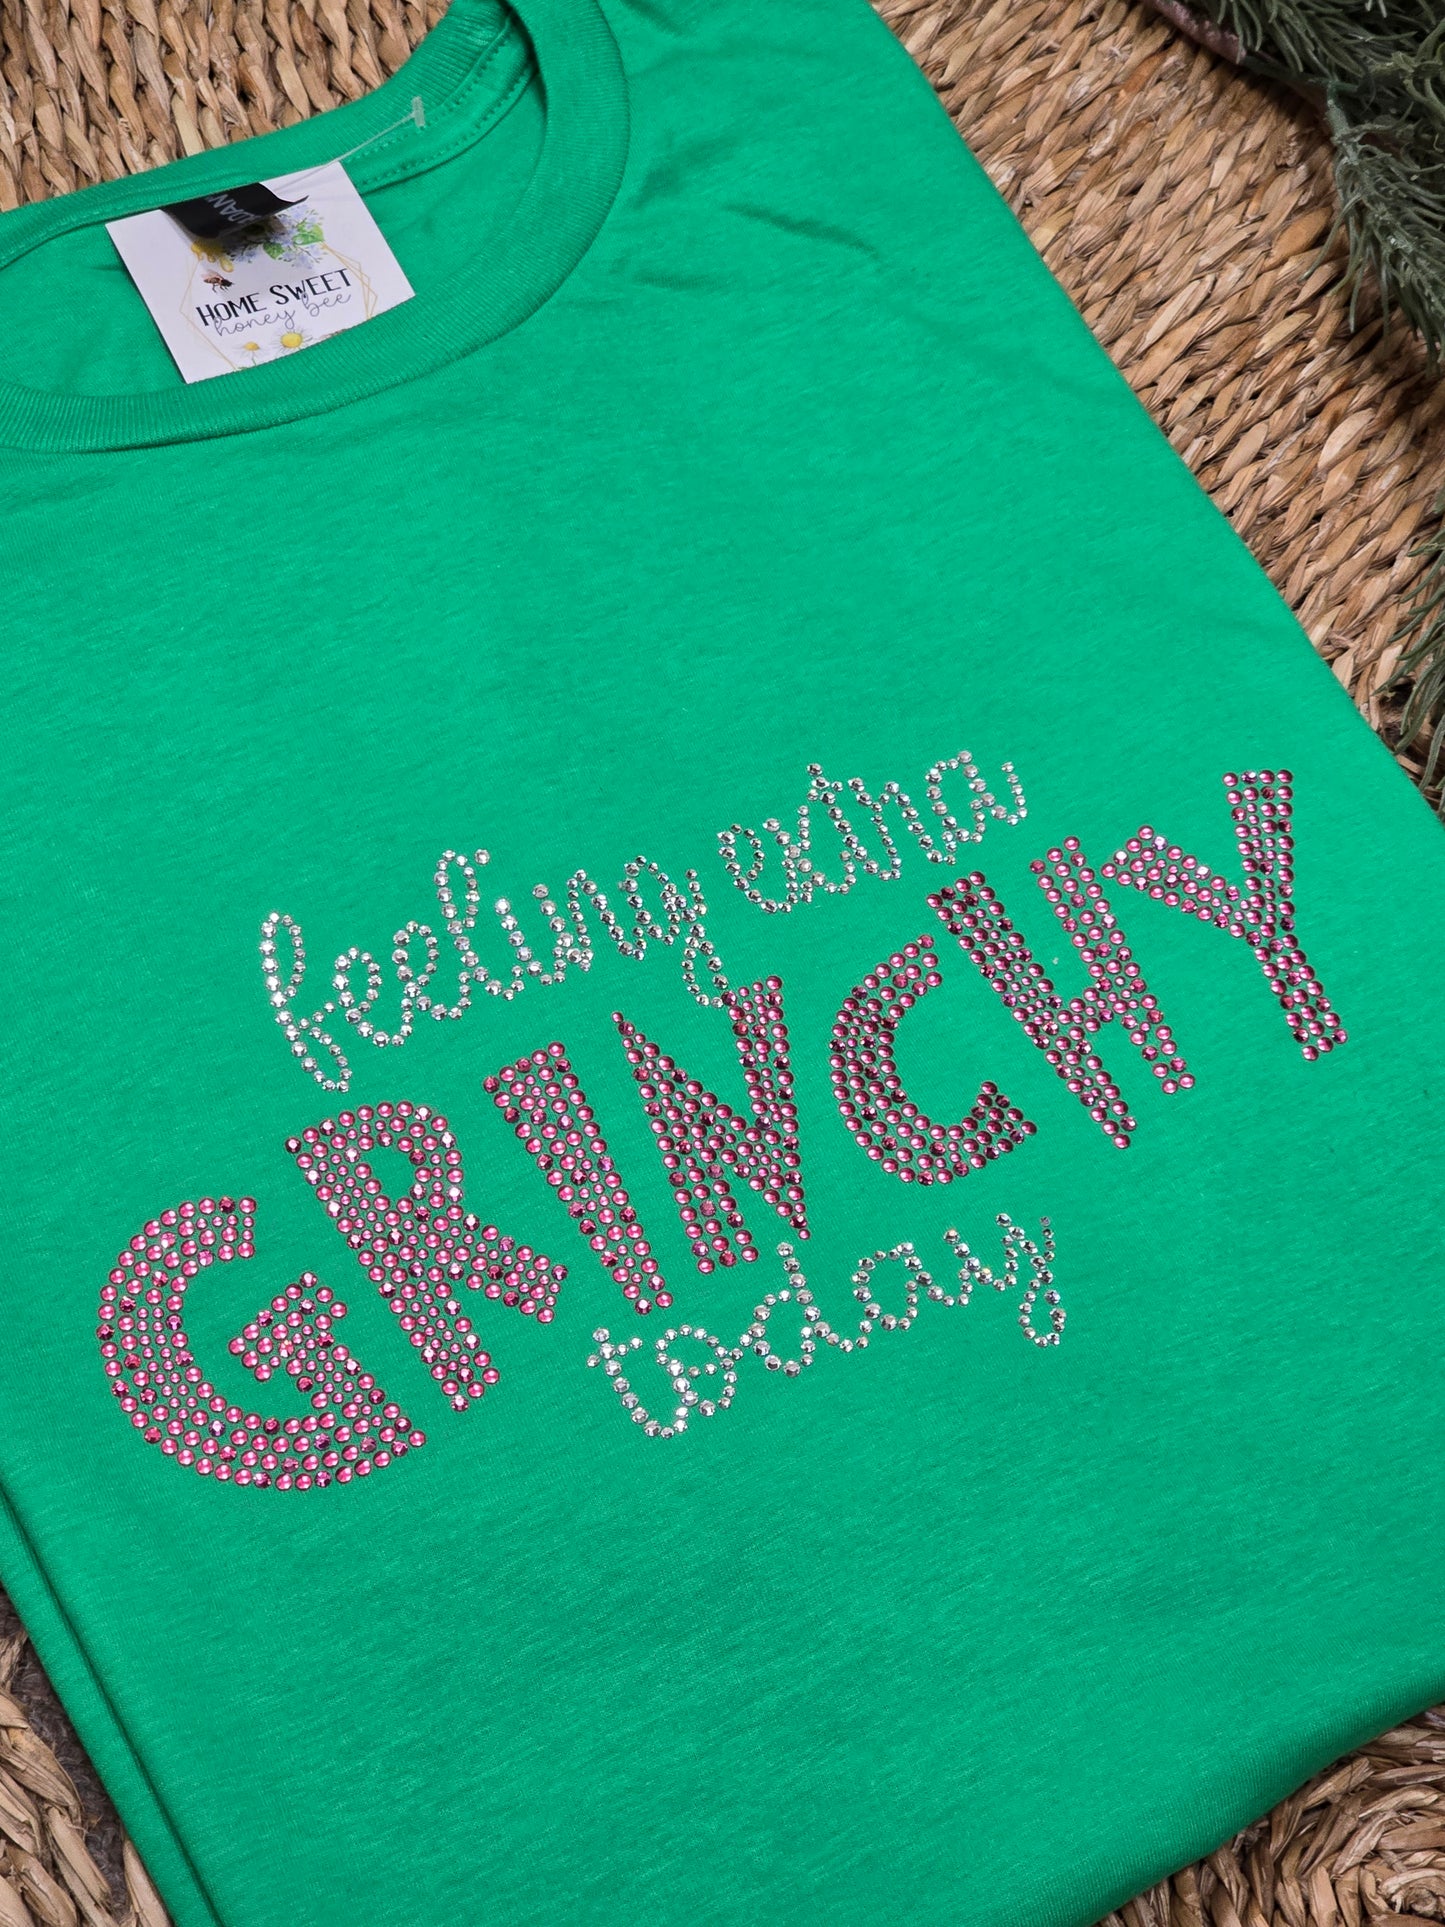 HOME SWEET
honey bee
feeling extra
GRINCHY
today